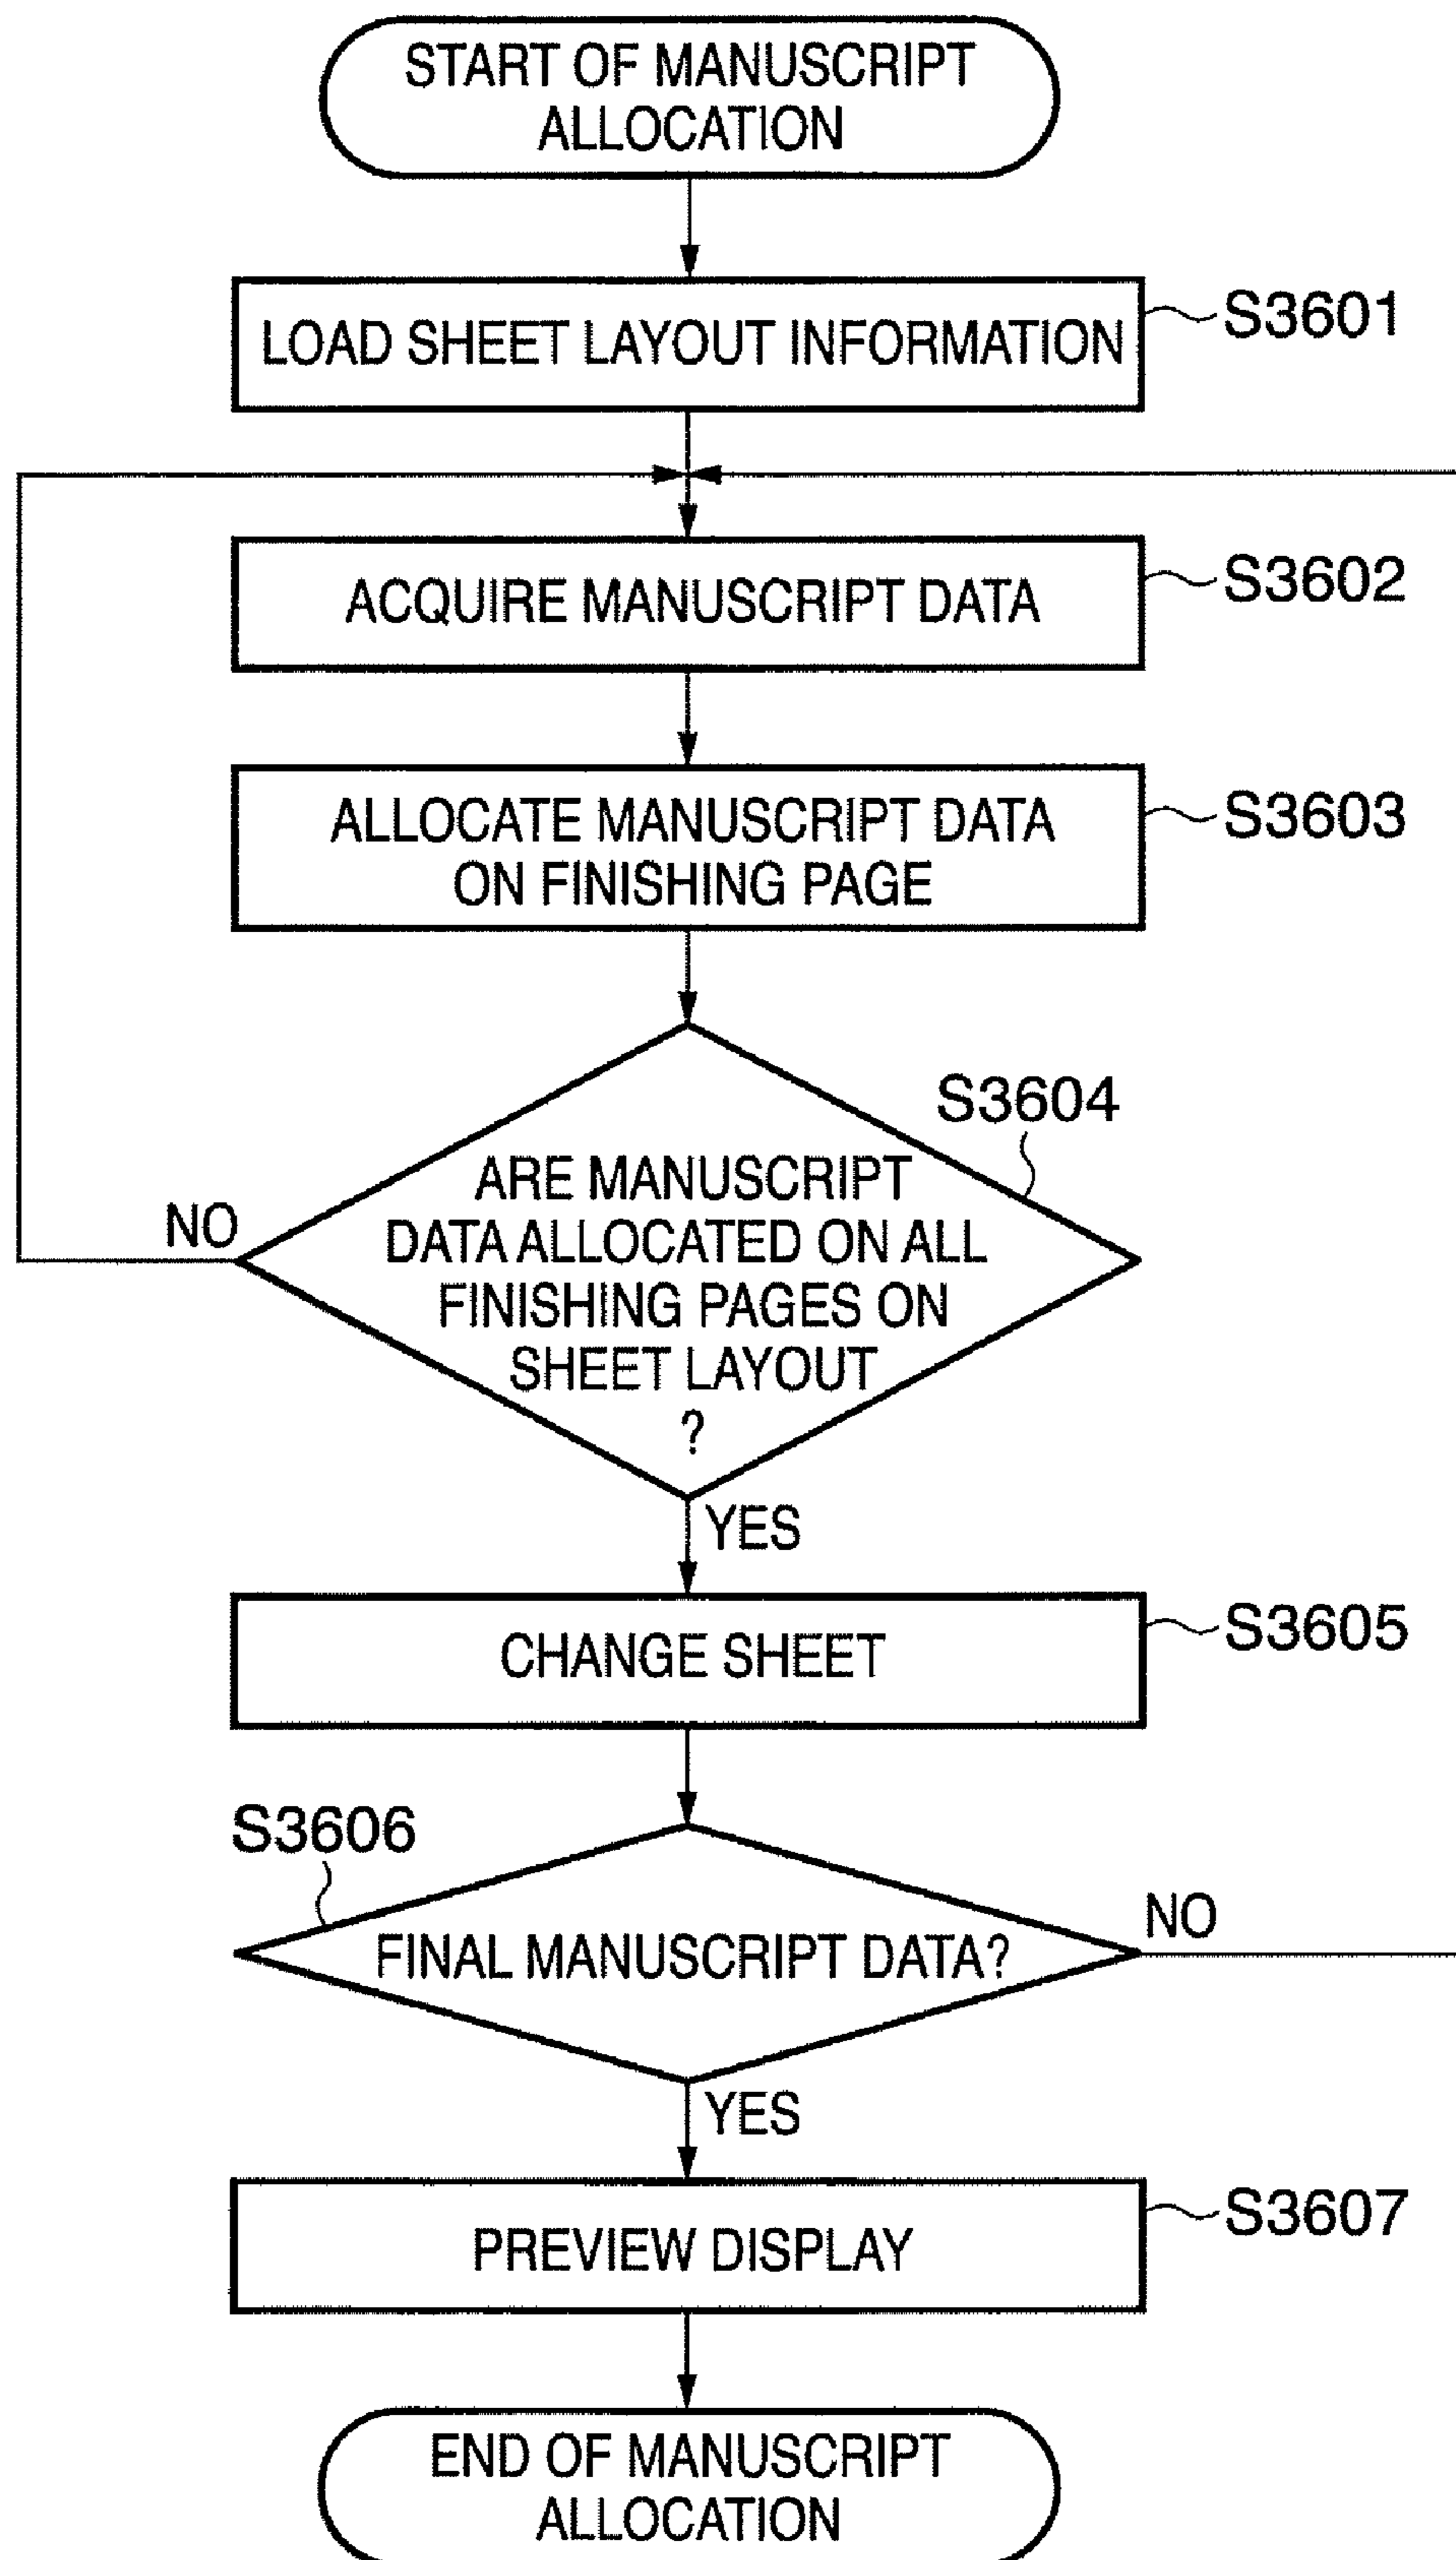 START OF MANUSCRIPT
ALLOCATION
LOAD SHEET LAYOUT INFORMATION
S3601
ACQUIRE MANUSCRIPT DATA
S3602
ALLOCATE MANUSCRIPT DATA
ON FINISHING PAGE
S3603
S3604
ARE MANUSCRIPT
DATA ALLOCATED ON ALL
FINISHING PAGES ON
SHEET LAYOUT
?
NO
YES
CHANGE SHEET
S3605
S3606
FINAL MANUSCRIPT DATA?
NO
YES
PREVIEW DISPLAY
S3607
END OF MANUSCRIPT
ALLOCATION